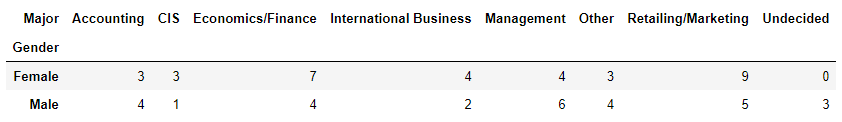 Major Accounting CIS Economics/Finance International Business Management Other Retailing/Marketing Undecided
Gender
Female 3 3 7 4 4 3 9 0
Male 4 1 4 2 6 4 5 3